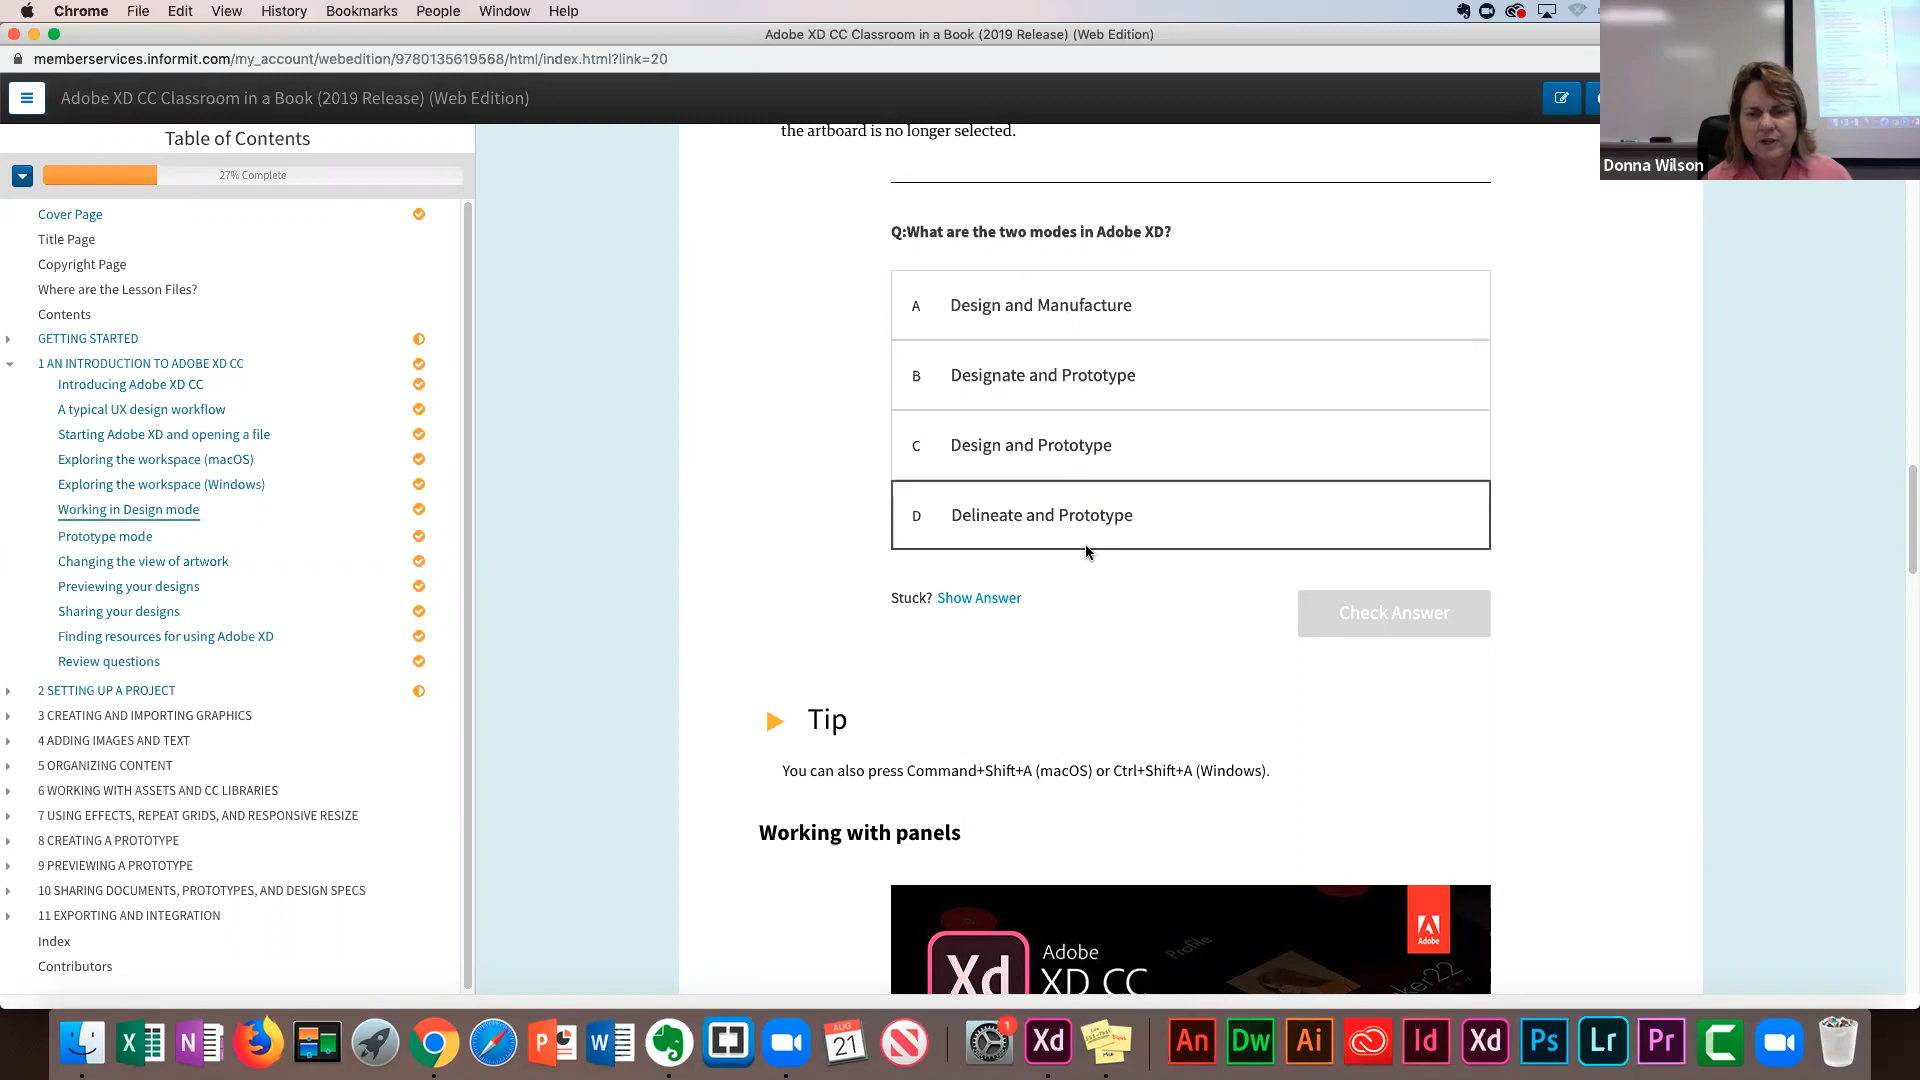 Chrome File Edit View History Bookmarks People Window Help
Adobe XD CC Classroom in a Book (2019 Release) (Web Edition)
memberservices.informit.com/my_account/webedition/9780135619568/html/index.html?link=20
Adobe XD CC Classroom in a Book (2019 Release) (Web Edition)
Donna Wilson
Table of Contents
27% Complete
Cover Page
Title Page
Copyright Page
Where are the Lesson Files?
Contents
GETTING STARTED
1 AN INTRODUCTION TO ADOBE XD CC
Introducing Adobe XD CC
A typical UX design workflow
Starting Adobe XD and opening a file
Exploring the workspace (macOS)
Exploring the workspace (Windows)
Working in Design mode
Prototype mode
Changing the view of artwork
Previewing your designs
Sharing your designs
Finding resources for using Adobe XD
Review questions
2 SETTING UP A PROJECT
3 CREATING AND IMPORTING GRAPHICS
4 ADDING IMAGES AND TEXT
5 ORGANIZING CONTENT
6 WORKING WITH ASSETS AND CC LIBRARIES
7 USING EFFECTS, REPEAT GRIDS, AND RESPONSIVE RESIZE
8 CREATING A PROTOTYPE
9 PREVIEWING A PROTOTYPE
10 SHARING DOCUMENTS, PROTOTYPES, AND DESIGN SPECS
11 EXPORTING AND INTEGRATION
Index
Contributors
the artboard is no longer selected.
Q:What are the two modes in Adobe XD?
A Design and Manufacture
B Designate and Prototype
C Design and Prototype
D Delineate and Prototype
Stuck? Show Answer
Check Answer
Tip
You can also press Command+Shift+A (macOS) or Ctrl+Shift+A (Windows).
Working with panels
Xd
Adobe
XD CC
Profile
Adobe
X N P W AUG 21 1 Xd An Dw Ai Id Xd Ps Lr Pr C